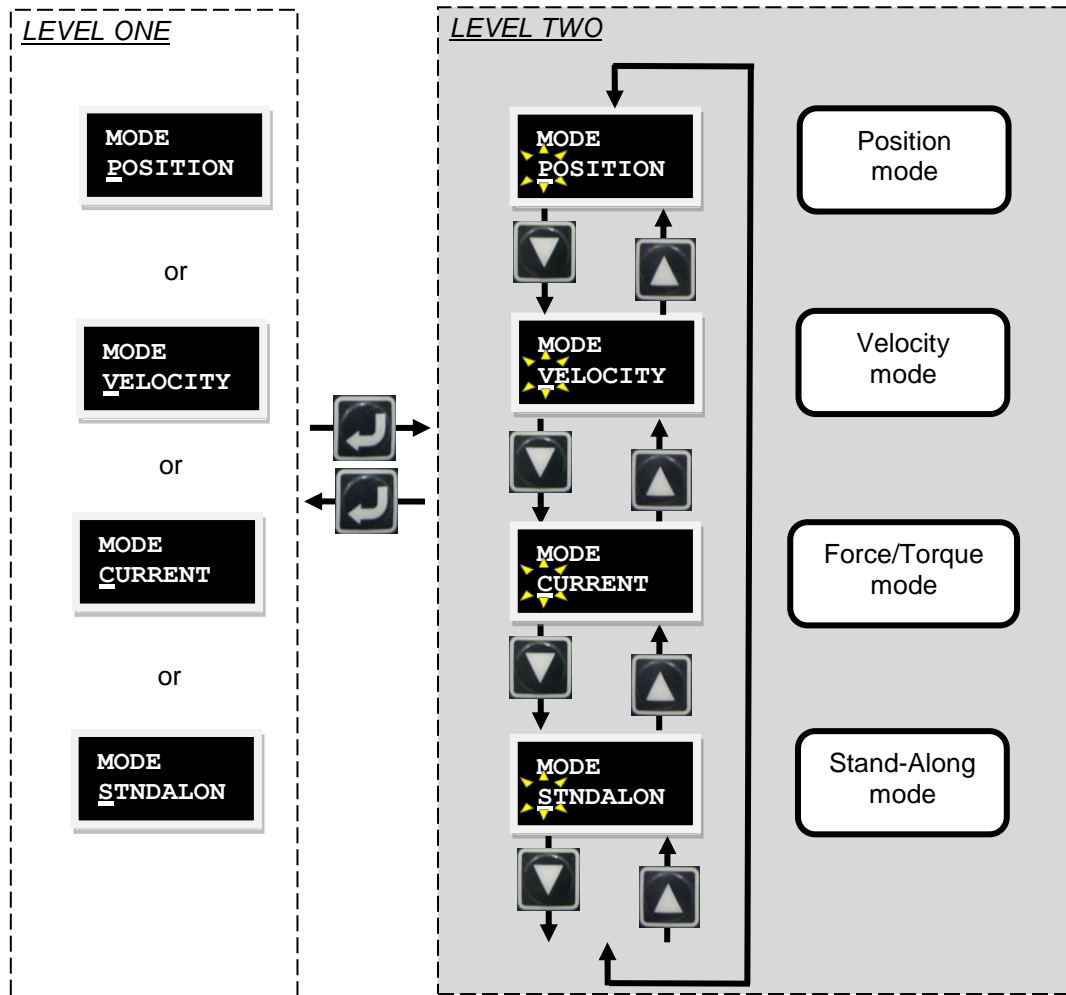 LEVEL ONE
MODE
POSITION
or
MODE
VELOCITY
or
MODE
CURRENT
or
MODE
STNDALON
LEVEL TWO
MODE
POSITION
Position
mode
MODE
VELOCITY
Velocity
mode
MODE
CURRENT
Force/Torque
mode
MODE
STNDALON
Stand-Along
mode